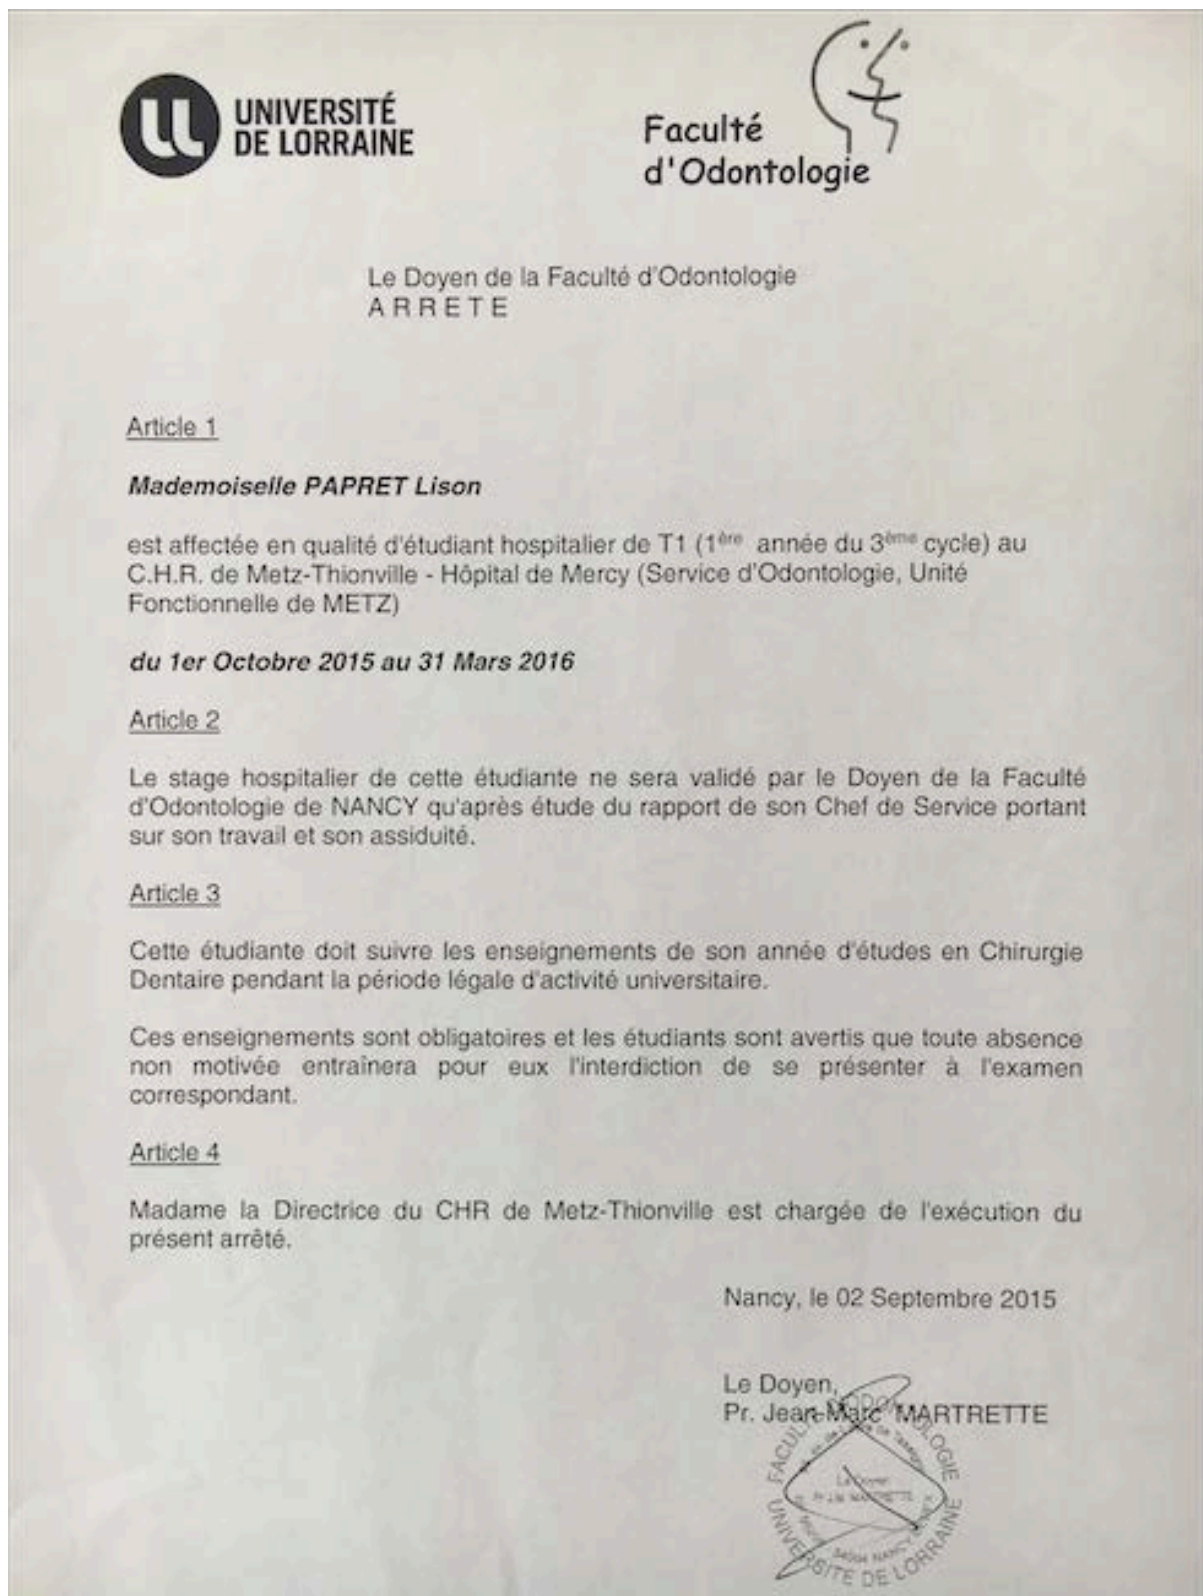 UNIVERSITÉ
DE LORRAINE
Faculté
d'Odontologie
Le Doyen de la Faculté d'Odontologie
A R R E T E
Article 1
Mademoiselle PAPRET Lison
est affectée en qualité d'étudiant hospitalier de T1 (1ère année du 3ème cycle) au
C.H.R. de Metz-Thionville - Hôpital de Mercy (Service d'Odontologie, Unité
Fonctionnelle de METZ)
du 1er Octobre 2015 au 31 Mars 2016
Article 2
Le stage hospitalier de cette étudiante ne sera validé par le Doyen de la Faculté
d'Odontologie de NANCY qu'après étude du rapport de son Chef de Service portant
sur son travail et son assiduité.
Article 3
Cette étudiante doit suivre les enseignements de son année d'études en Chirurgie
Dentaire pendant la période légale d'activité universitaire.
Ces enseignements sont obligatoires et les étudiants sont avertis que toute absence
non motivée entraînera pour eux l'interdiction de se présenter à l'examen
correspondant.
Article 4
Madame la Directrice du CHR de Metz-Thionville est chargée de l'exécution du
présent arrêté.
Nancy, le 02 Septembre 2015
Le Doyen,
Pr. Jean-Marc MARTRETTE
FACULTÉ D'ODONTOLOGIE
Le Doyen
UNIVERSITE DE LORRAINE